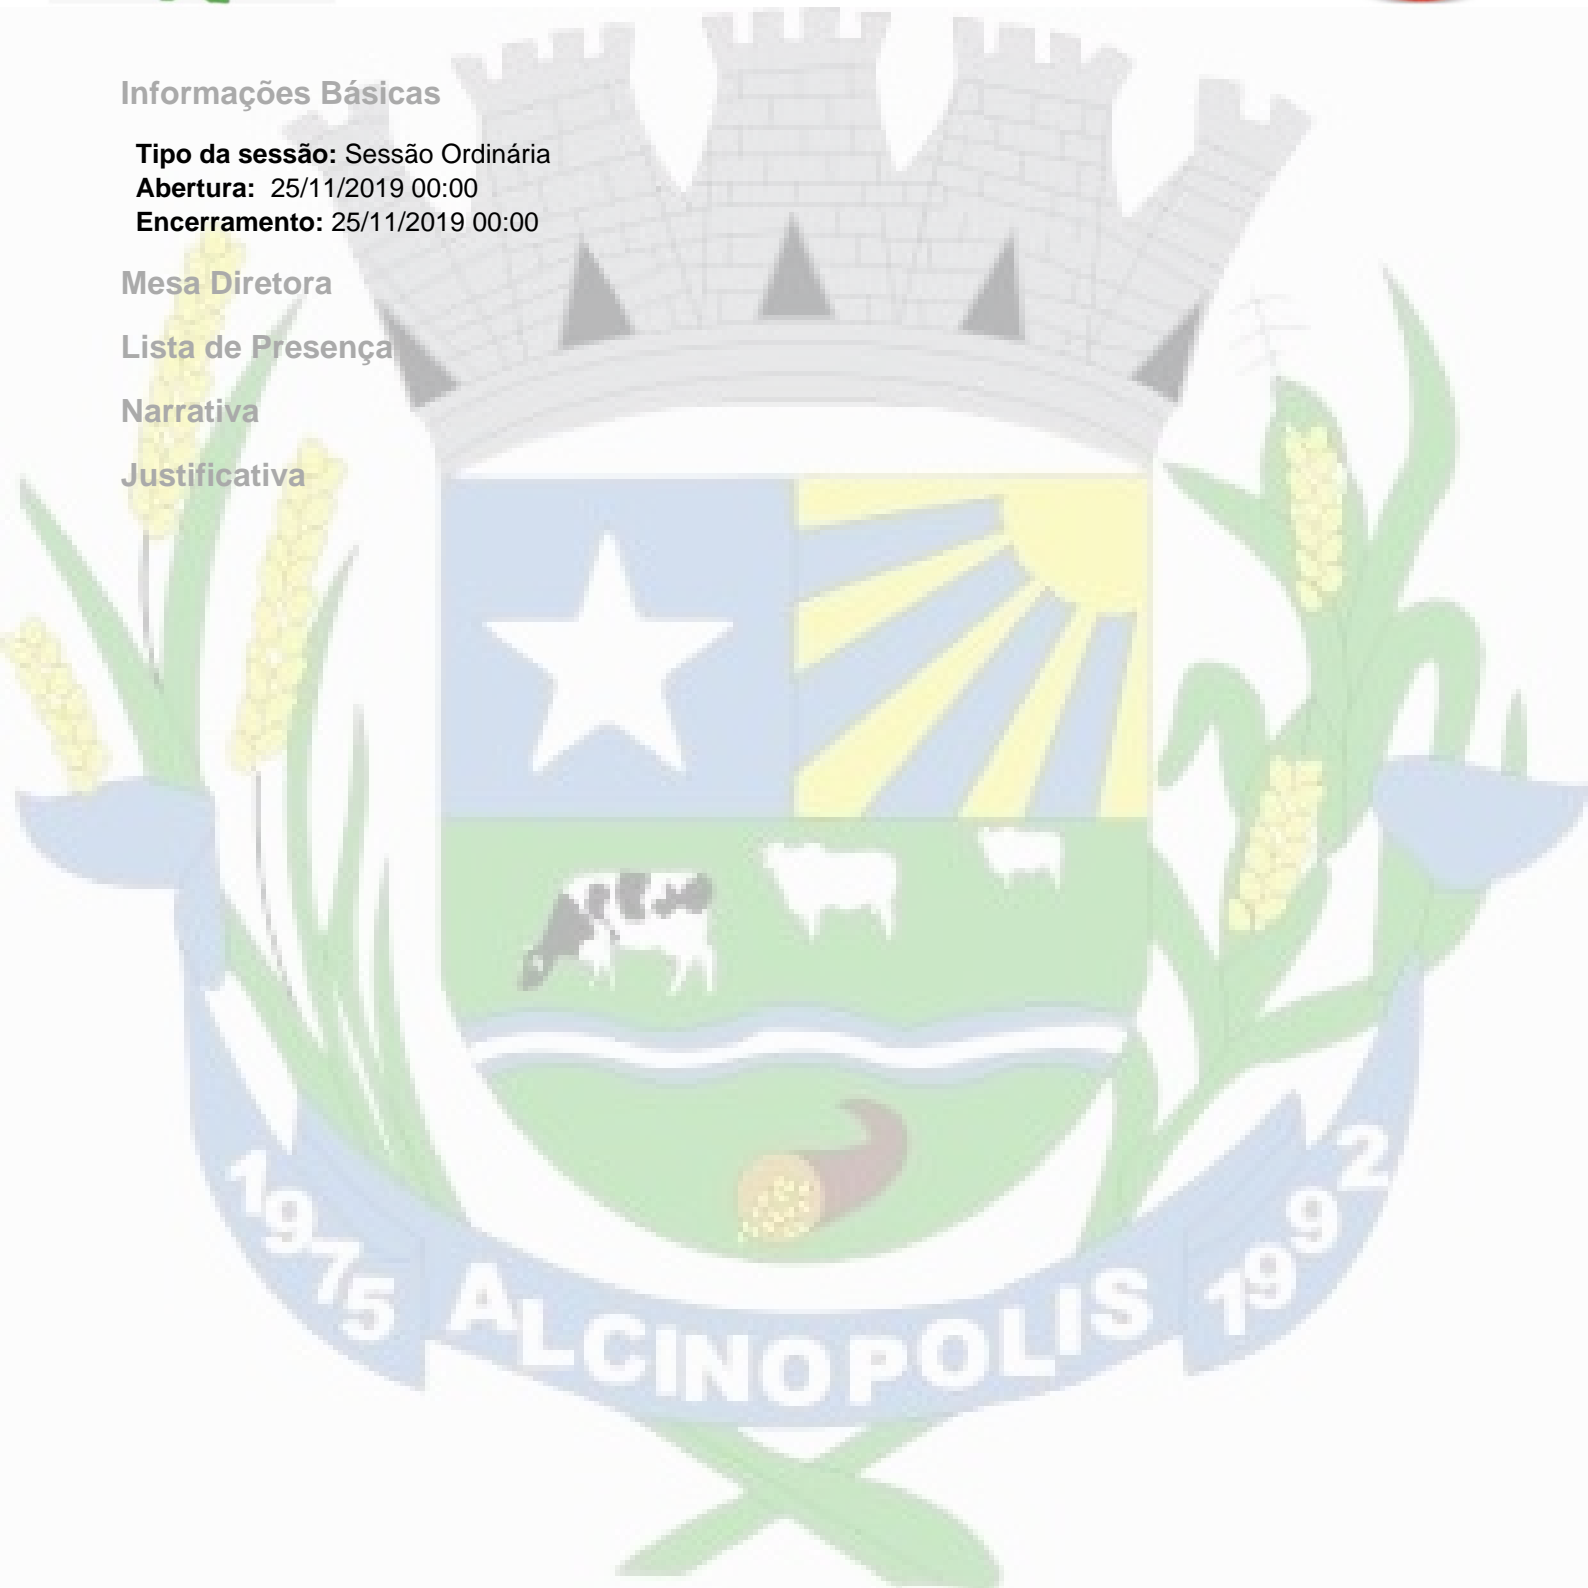 Informações Básicas
Tipo da sessão: Sessão Ordinária
Abertura: 25/11/2019 00:00
Encerramento: 25/11/2019 00:00
Mesa Diretora
Lista de Presença
Narrativa
Justificativa
1975 ALCINOPOLIS 1992